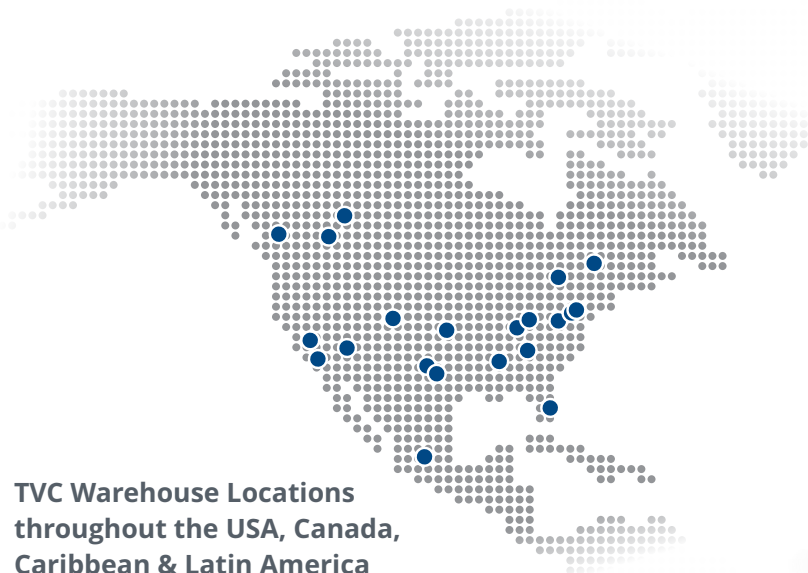 TVC Warehouse Locations
throughout the USA, Canada,
Caribbean & Latin America